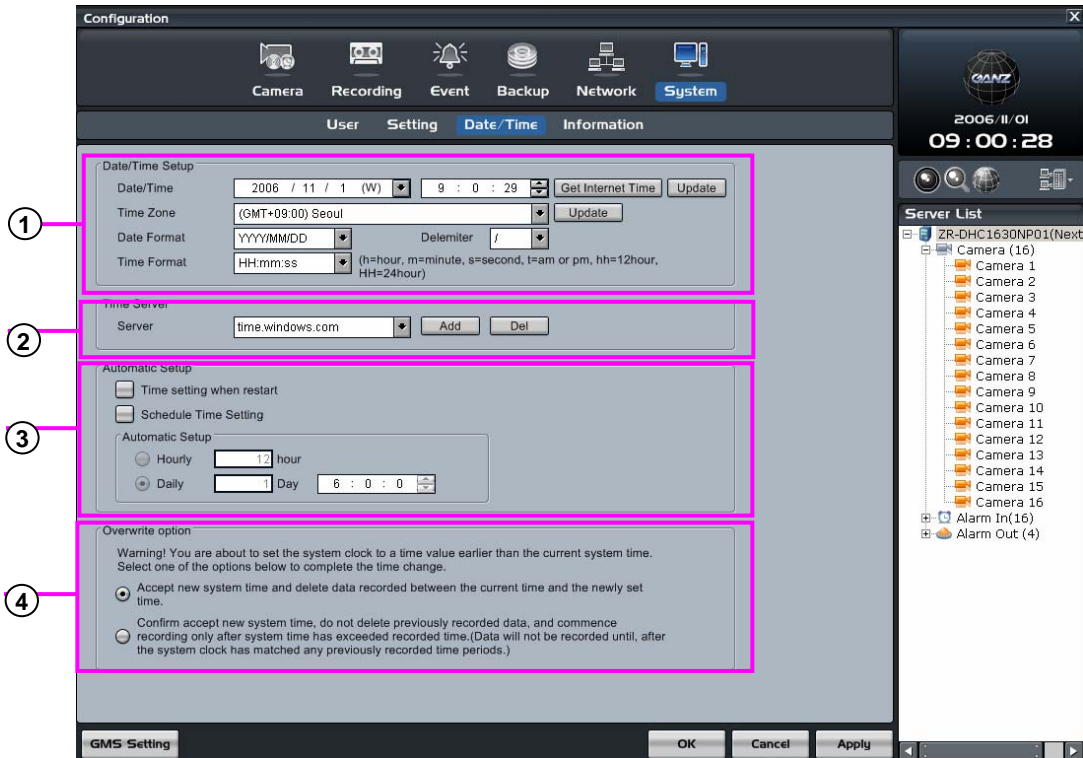 Configuration
X
Camera Recording Event Backup Network System
User Setting Date/Time Information
GANZ
2006/11/01
09:00:28
1
Date/Time Setup
Date/Time 2006 / 11 / 1 (W) 9 : 0 : 29 Get Internet Time Update
Time Zone (GMT+09:00) Seoul Update
Date Format YYYY/MM/DD Delemiter /
Time Format HH:mm:ss (h=hour, m=minute, s=second, t=am or pm, hh=12hour,
HH=24hour)
2
Time Server
Server time.windows.com Add Del
3
Automatic Setup
Time setting when restart
Schedule Time Setting
Automatic Setup
Hourly 12 hour
Daily 1 Day 6 : 0 : 0
4
Overwrite option
Warning! You are about to set the system clock to a time value earlier than the current system time.
Select one of the options below to complete the time change.
Accept new system time and delete data recorded between the current time and the newly set
time.
Confirm accept new system time, do not delete previously recorded data, and commence
recording only after system time has exceeded recorded time.(Data will not be recorded until, after
the system clock has matched any previously recorded time periods.)
GMS Setting OK Cancel Apply
Server List
ZR-DHC1630NP01(Next
Camera (16)
Camera 1
Camera 2
Camera 3
Camera 4
Camera 5
Camera 6
Camera 7
Camera 8
Camera 9
Camera 10
Camera 11
Camera 12
Camera 13
Camera 14
Camera 15
Camera 16
Alarm In(16)
Alarm Out (4)